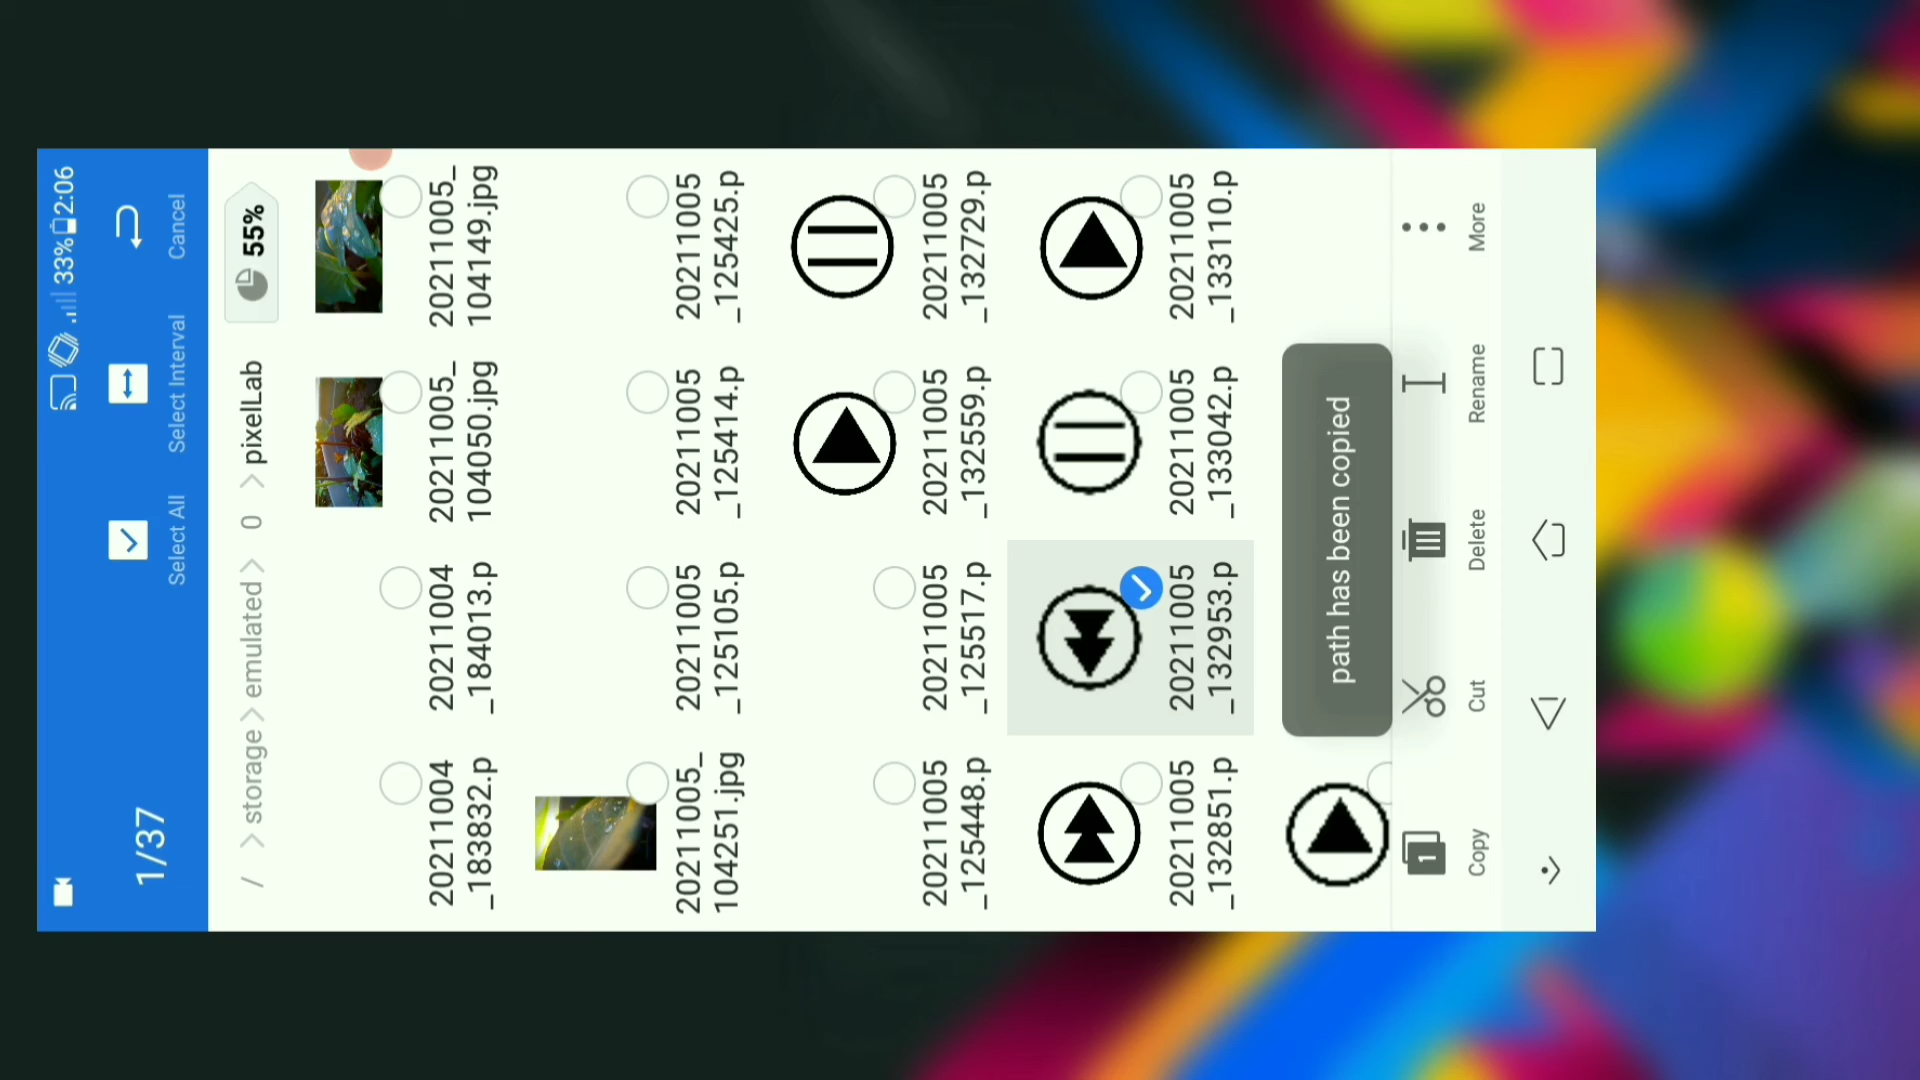 33% 2:06
1/37
Select All
Select Interval
Cancel
/ > storage > emulated > 0 > pixelLab
55%
20211004
_183832.p
20211004
_184013.p
20211005_
104050.jpg
20211005_
104149.jpg
20211005_
104251.jpg
20211005
_125105.p
20211005
_125414.p
20211005
_125425.p
20211005
_125448.p
20211005
_125517.p
20211005
_132559.p
20211005
_132729.p
20211005
_132851.p
20211005
_132953.p
20211005
_133042.p
20211005
_133110.p
path has been copied
1
Copy
Cut
Delete
Rename
More